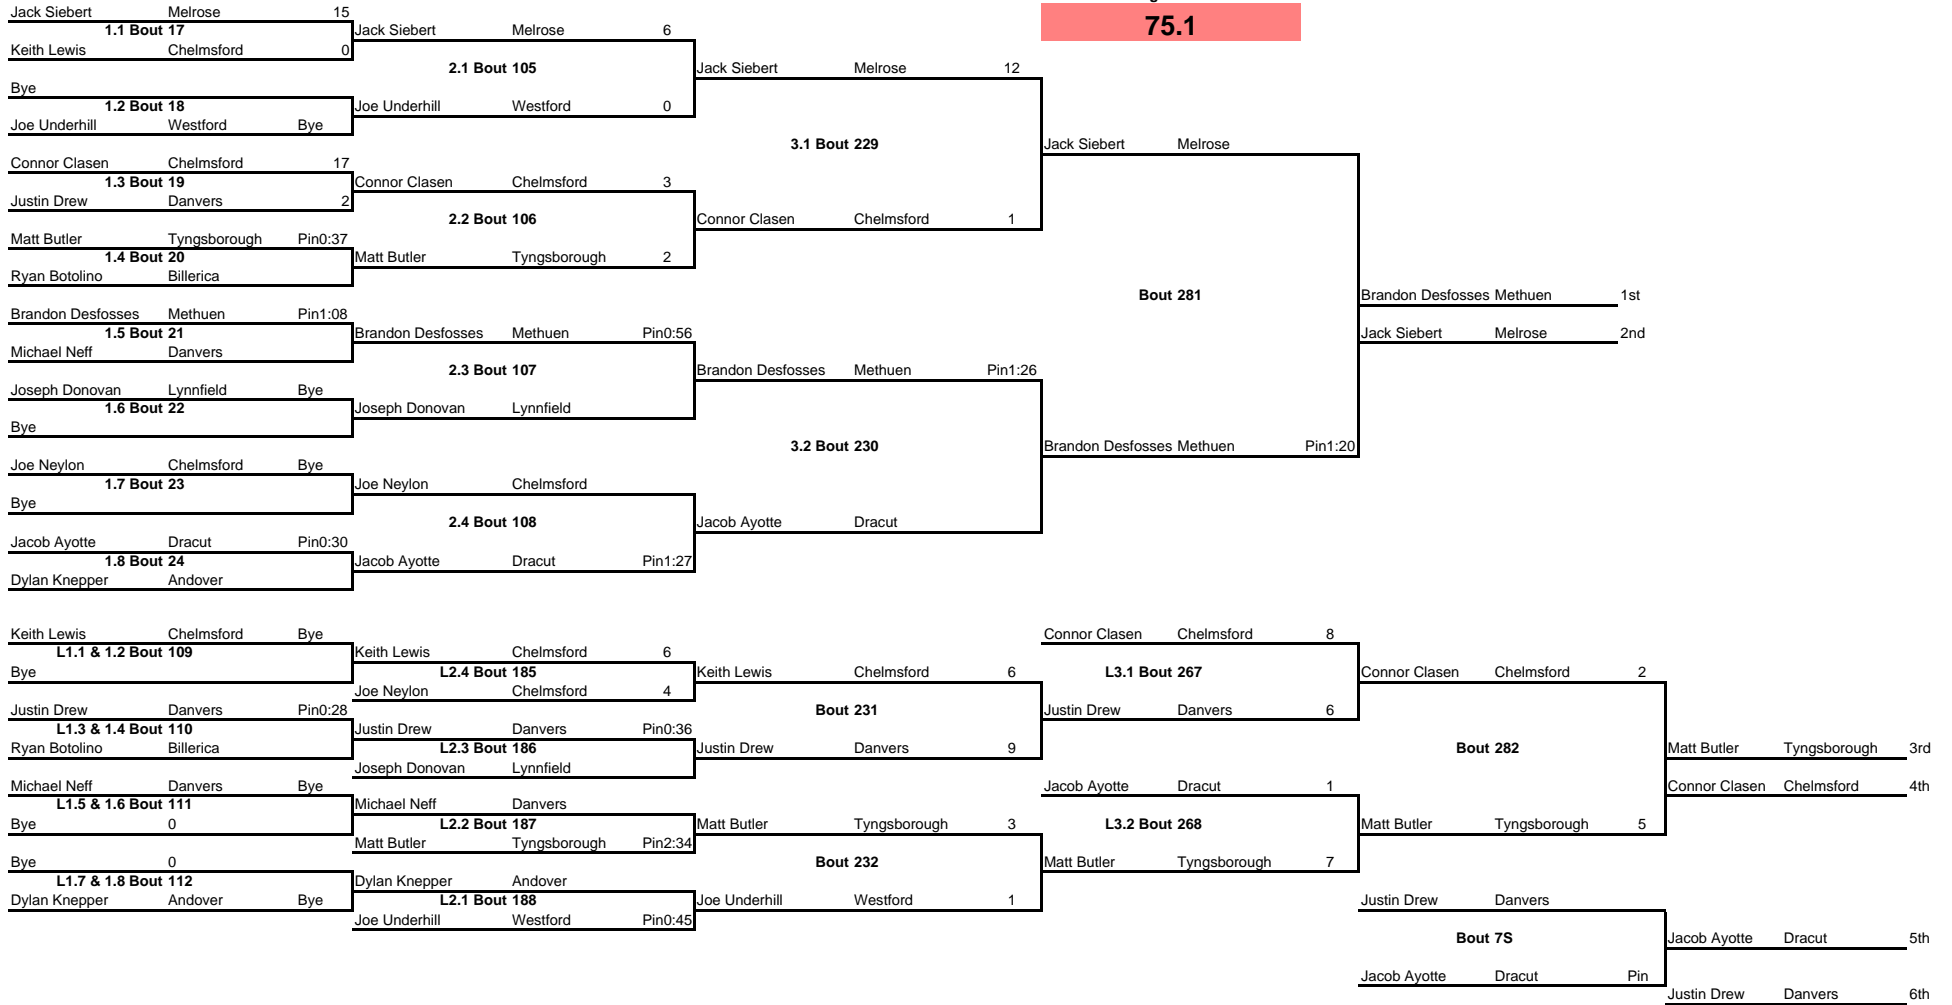 75.1
Jack Siebert Melrose 15
1.1 Bout 17
Keith Lewis Chelmsford 0
Bye
1.2 Bout 18
Joe Underhill Westford Bye
Connor Clasen Chelmsford 17
1.3 Bout 19
Justin Drew Danvers 2
Matt Butler Tyngsborough Pin0:37
1.4 Bout 20
Ryan Botolino Billerica
Brandon Desfosses Methuen Pin1:08
1.5 Bout 21
Michael Neff Danvers
Joseph Donovan Lynnfield Bye
1.6 Bout 22
Bye
Joe Neylon Chelmsford Bye
1.7 Bout 23
Bye
Jacob Ayotte Dracut Pin0:30
1.8 Bout 24
Dylan Knepper Andover
Jack Siebert Melrose 6
2.1 Bout 105
Joe Underhill Westford 0
Connor Clasen Chelmsford 3
2.2 Bout 106
Matt Butler Tyngsborough 2
Brandon Desfosses Methuen Pin0:56
2.3 Bout 107
Joseph Donovan Lynnfield
Joe Neylon Chelmsford
2.4 Bout 108
Jacob Ayotte Dracut Pin1:27
Jack Siebert Melrose 12
3.1 Bout 229
Connor Clasen Chelmsford 1
Brandon Desfosses Methuen Pin1:26
3.2 Bout 230
Jacob Ayotte Dracut
Jack Siebert Melrose
Bout 281
Brandon Desfosses Methuen Pin1:20
Brandon Desfosses Methuen 1st
Jack Siebert Melrose 2nd
Keith Lewis Chelmsford Bye
L1.1 & 1.2 Bout 109
Bye
Justin Drew Danvers Pin0:28
L1.3 & 1.4 Bout 110
Ryan Botolino Billerica
Michael Neff Danvers Bye
L1.5 & 1.6 Bout 111
Bye 0
Bye 0
L1.7 & 1.8 Bout 112
Dylan Knepper Andover Bye
Keith Lewis Chelmsford 6
L2.4 Bout 185
Joe Neylon Chelmsford 4
Justin Drew Danvers Pin0:36
L2.3 Bout 186
Joseph Donovan Lynnfield
Michael Neff Danvers
L2.2 Bout 187
Matt Butler Tyngsborough Pin2:34
Dylan Knepper Andover
L2.1 Bout 188
Joe Underhill Westford Pin0:45
Keith Lewis Chelmsford 6
Bout 231
Justin Drew Danvers 9
Matt Butler Tyngsborough 3
Bout 232
Joe Underhill Westford 1
Connor Clasen Chelmsford 8
L3.1 Bout 267
Justin Drew Danvers 6
Jacob Ayotte Dracut 1
L3.2 Bout 268
Matt Butler Tyngsborough 7
Connor Clasen Chelmsford 2
Bout 282
Matt Butler Tyngsborough 5
Matt Butler Tyngsborough 3rd
Connor Clasen Chelmsford 4th
Justin Drew Danvers
Bout 7S
Jacob Ayotte Dracut Pin
Jacob Ayotte Dracut 5th
Justin Drew Danvers 6th